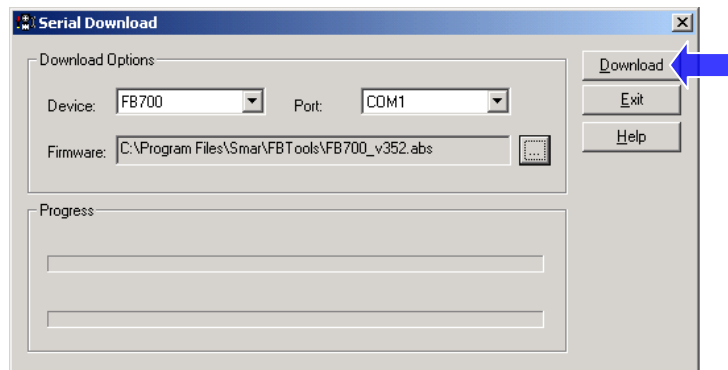 Serial Download
Download Options
Device: FB700 Port: COM1
Firmware: C:\Program Files\Smar\FBTools\FB700_v352.abs ...
Progress
Download
Exit
Help